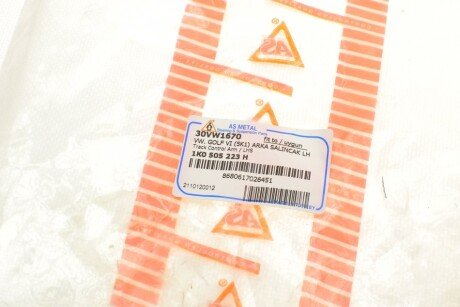 AS METAL
30VW1670 fit to / uygun
VW. GOLF VI (5K1) ARKA SALINCAK LH
Track Control Arm / LHS
1K0 505 223 H
8680617026451
2110120012